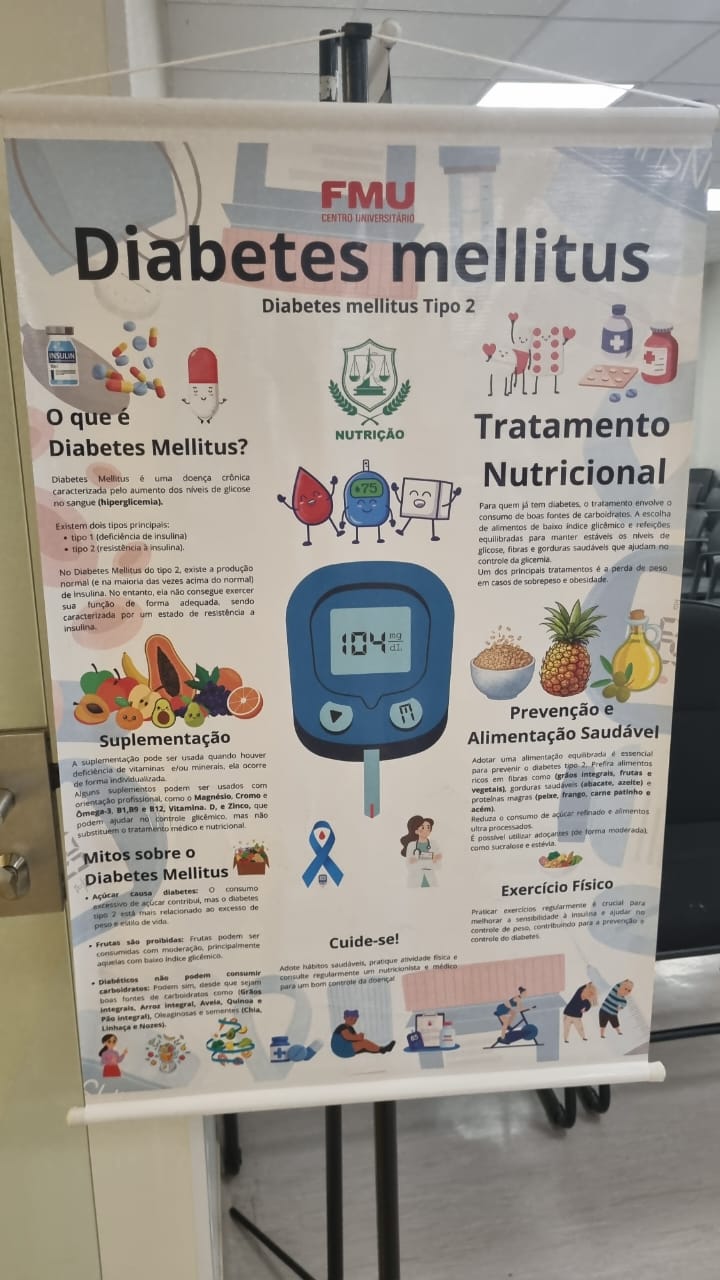 FMU
CENTRO UNIVERSITÁRIO
Diabetes mellitus
Diabetes mellitus Tipo 2
INSULIN
O que é
Diabetes Mellitus?
Diabetes Mellitus é uma doença crônica
caracterizada pelo aumento dos níveis de glicose
no sangue (hiperglicemia).
Existem dois tipos principais:
• tipo 1 (deficiência de insulina)
• tipo 2 (resistência à insulina).
No Diabetes Mellitus do tipo 2, existe a produção
normal (e na maioria das vezes acima do normal)
de Insulina. No entanto, ela não consegue exercer
sua função de forma adequada, sendo
caracterizada por um estado de resistência a
insulina.
Suplementação
A suplementação pode ser usada quando houver
deficiência de vitaminas e/ou minerais, ela ocorre
de forma individualizada.
Alguns suplementos podem ser usados com
orientação profissional, como o Magnésio, Cromo e
Ômega-3, B1,B9 e B12, Vitamina. D, e Zinco, que
podem ajudar no controle glicêmico, mas não
substituem o tratamento médico e nutricional.
Mitos sobre o
Diabetes Mellitus
• Açúcar causa diabetes: O consumo
excessivo de açúcar contribui, mas o diabetes
tipo 2 está mais relacionado ao excesso de
peso e estilo de vida.
• Frutas são proibidas: Frutas podem ser
consumidas com moderação, principalmente
aquelas com baixo índice glicêmico.
• Diabéticos não podem consumir
carboidratos: Podem sim, desde que sejam
boas fontes de carboidratos como (Grãos
Integrais, Arroz integral, Aveia, Quinoa e
Pão integral), Oleaginosas e sementes (Chia,
Linhaça e Nozes).
NUTRIÇÃO
75
104 mg
dL
Cuide-se!
Adote hábitos saudáveis, pratique atividade física e
consulte regularmente um nutricionista e médico
para um bom controle da doença!
Tratamento
Nutricional
Para quem já tem diabetes, o tratamento envolve o
consumo de boas fontes de carboidratos. A escolha
de alimentos de baixo índice glicêmico e refeições
equilibradas para manter estáveis os níveis de
glicose, fibras e gorduras saudáveis que ajudam no
controle da glicemia.
Um dos principais tratamentos é a perda de peso
em casos de sobrepeso e obesidade.
Prevenção e
Alimentação Saudável
Adotar uma alimentação equilibrada é essencial
para prevenir o diabetes tipo 2. Prefira alimentos
ricos em fibras como (grãos integrais, frutas e
vegetais), gorduras saudáveis (abacate, azeite) e
proteínas magras (peixe, frango, carne patinho e
acém).
Reduza o consumo de açúcar refinado e alimentos
ultra processados.
É possível utilizar adoçantes (de forma moderada),
como sucralose e estévia.
Exercício Físico
Praticar exercícios regularmente é crucial para
melhorar a sensibilidade à insulina e ajudar no
controle de peso, contribuindo para a prevenção e
controle do diabetes.